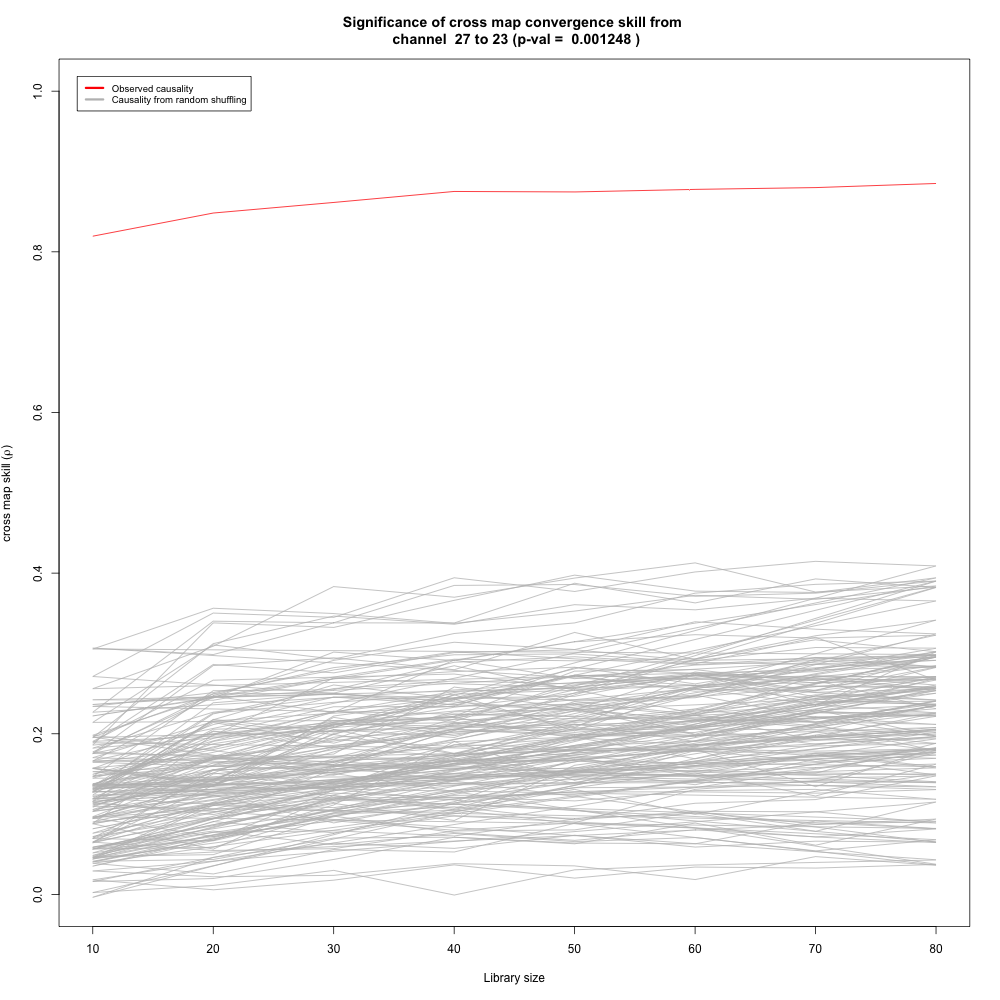 Significance of cross map convergence skill from
channel  27 to 23 (p-val =  0.001248 )
Observed causality
Causality from random shuffling
1.0
0.8
0.6
0.4
0.2
0.0
cross map skill (ρ)
10 20 30 40 50 60 70 80
Library size